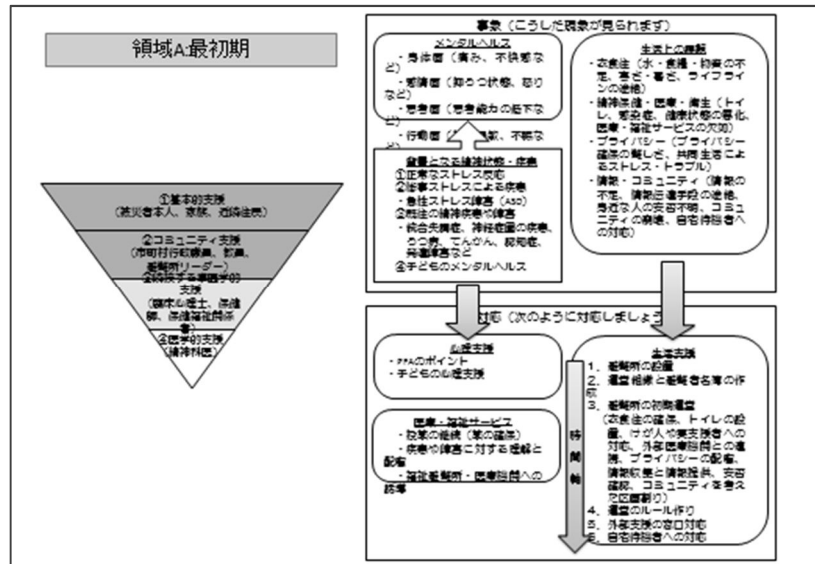 領域A:最初期
①基本的支援
(被災者本人、家族、近隣住民)
②コミュニティ支援
(市町村行政職員、教員、
避難所リーダー)
支援
(臨床心理士、保健
師、保健福祉関係
者)
④医学的支援
(精神科医)
事象(こうした現象が見られます)
メンタルヘルス
・身体面(痛み、不快感な
ど)
・感情面(抑うつ状態、怒り
など)
・思考面(思考能力の低下な
ど)
・行動面
不眠など)
背景となる精神状態・疾患
①正常なストレス反応
②惨事ストレスによる疾患
・急性ストレス障害(ASD)
③既往の精神疾患や障害
・統合失調症、神経症圏の疾患、
うつ病、てんかん、認知症、
発達障害など
④子どものメンタルヘルス
生活上の課題
・衣食住(水・食糧・物資の不
足、寒さ・暑さ、ライフライ
ンの途絶)
・精神保健・医療・衛生(トイ
レ、感染症、健康状態の悪化、
医療・福祉サービスの欠如)
・プライバシー(プライバシー
確保の難しさ、共同生活によ
るストレス・トラブル)
・情報・コミュニティ(情報の
不足、情報伝達手段の途絶、
身近な人の安否不明、コミュ
ニティの崩壊、自宅待機者へ
の対応)
対応(次のように対応しましょう
心理支援
・PFAのポイント
・子どもの心理支援
医療・福祉サービス
・投薬の継続(薬の確保)
・疾患や障害に対する理解と
配慮
・福祉避難所・医療機関への
誘導
時間軸
生活支援
1.避難所の設置
2.運営組織と避難者名簿の作
成
3.避難所の初期運営
(衣食住の確保、トイレの設
置、けが人や要支援者への
対応、外部医療機関との連
携、プライバシーの配慮、
情報収集と情報提供、安否
確認、コミュニティを考え
た区画割り)
4.運営のルール作り
5.外部支援の窓口対応
6.自宅待機者への対応